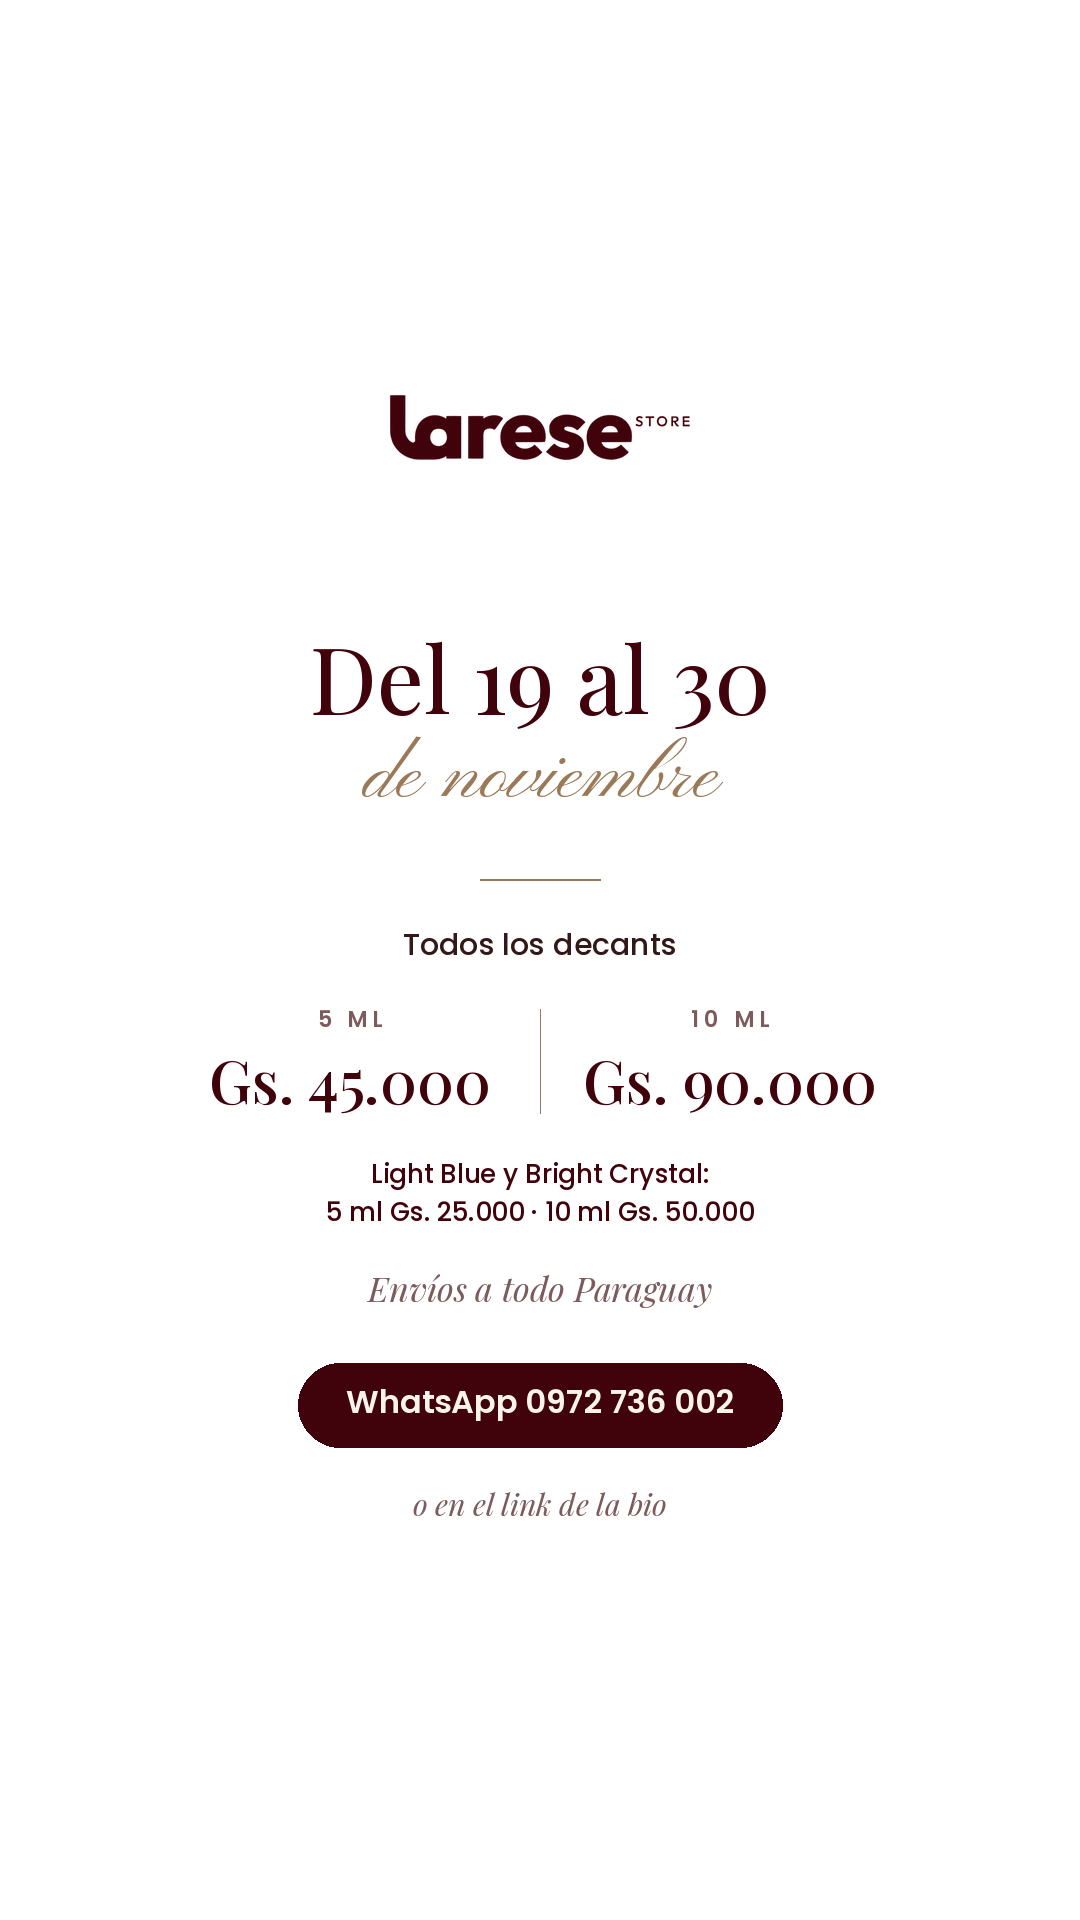 larese STORE
Del 19 al 30
de noviembre
Todos los decants
5 ML
Gs. 45.000
10 ML
Gs. 90.000
Light Blue y Bright Crystal:
5 ml Gs. 25.000 · 10 ml Gs. 50.000
Envíos a todo Paraguay
WhatsApp 0972 736 002
o en el link de la bio